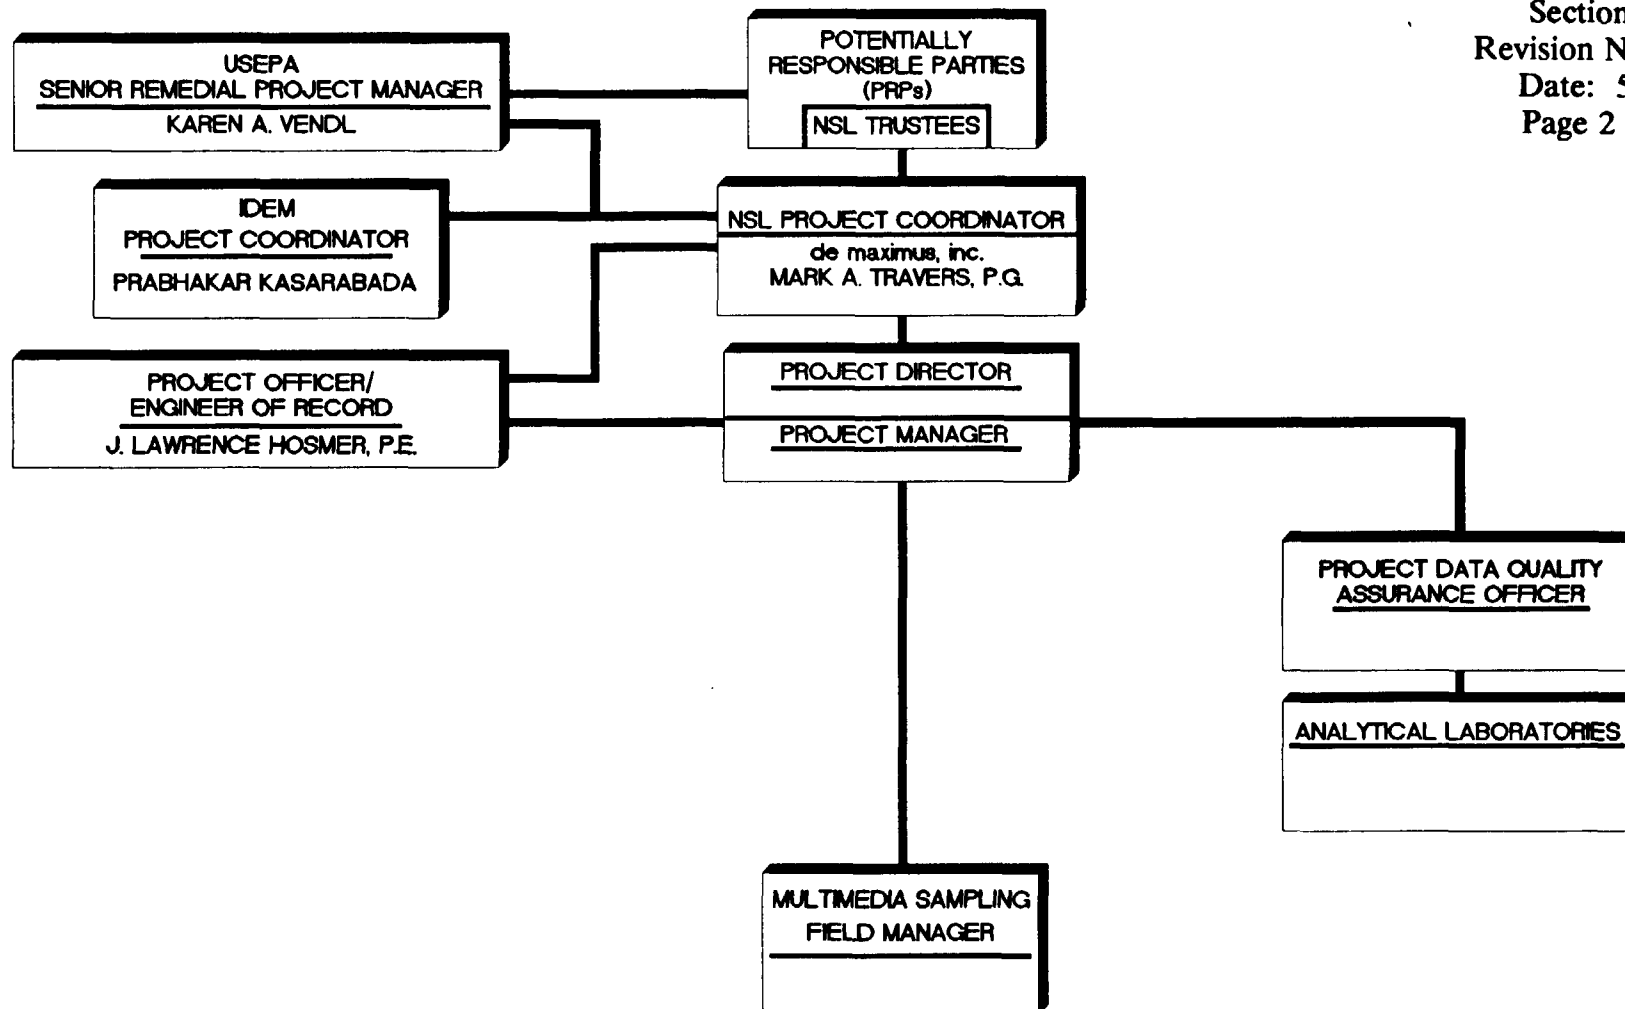 Section
Revision N
Date: 5
Page 2
USEPA
SENIOR REMEDIAL PROJECT MANAGER
KAREN A. VENDL
POTENTIALLY
RESPONSIBLE PARTIES
(PRPs)
NSL TRUSTEES
IDEM
PROJECT COORDINATOR
PRABHAKAR KASARABADA
NSL PROJECT COORDINATOR
de maximus, inc.
MARK A. TRAVERS, P.G.
PROJECT OFFICER/
ENGINEER OF RECORD
J. LAWRENCE HOSMER, P.E.
PROJECT DIRECTOR
PROJECT MANAGER
PROJECT DATA QUALITY
ASSURANCE OFFICER
ANALYTICAL LABORATORIES
MULTIMEDIA SAMPLING
FIELD MANAGER